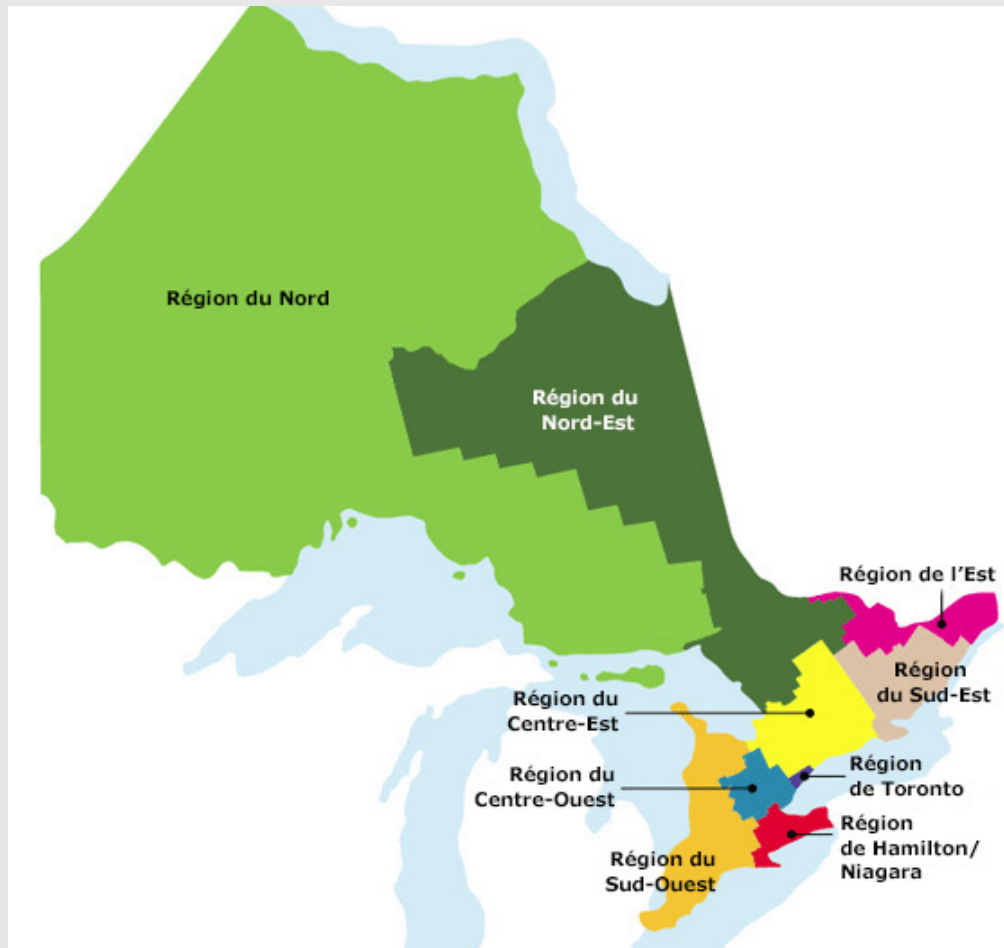 Région du Nord
Région du
Nord-Est
Région de l'Est
Région
du Sud-Est
Région du
Centre-Est
Région
de Toronto
Région du
Centre-Ouest
Région
de Hamilton/
Niagara
Région du
Sud-Ouest